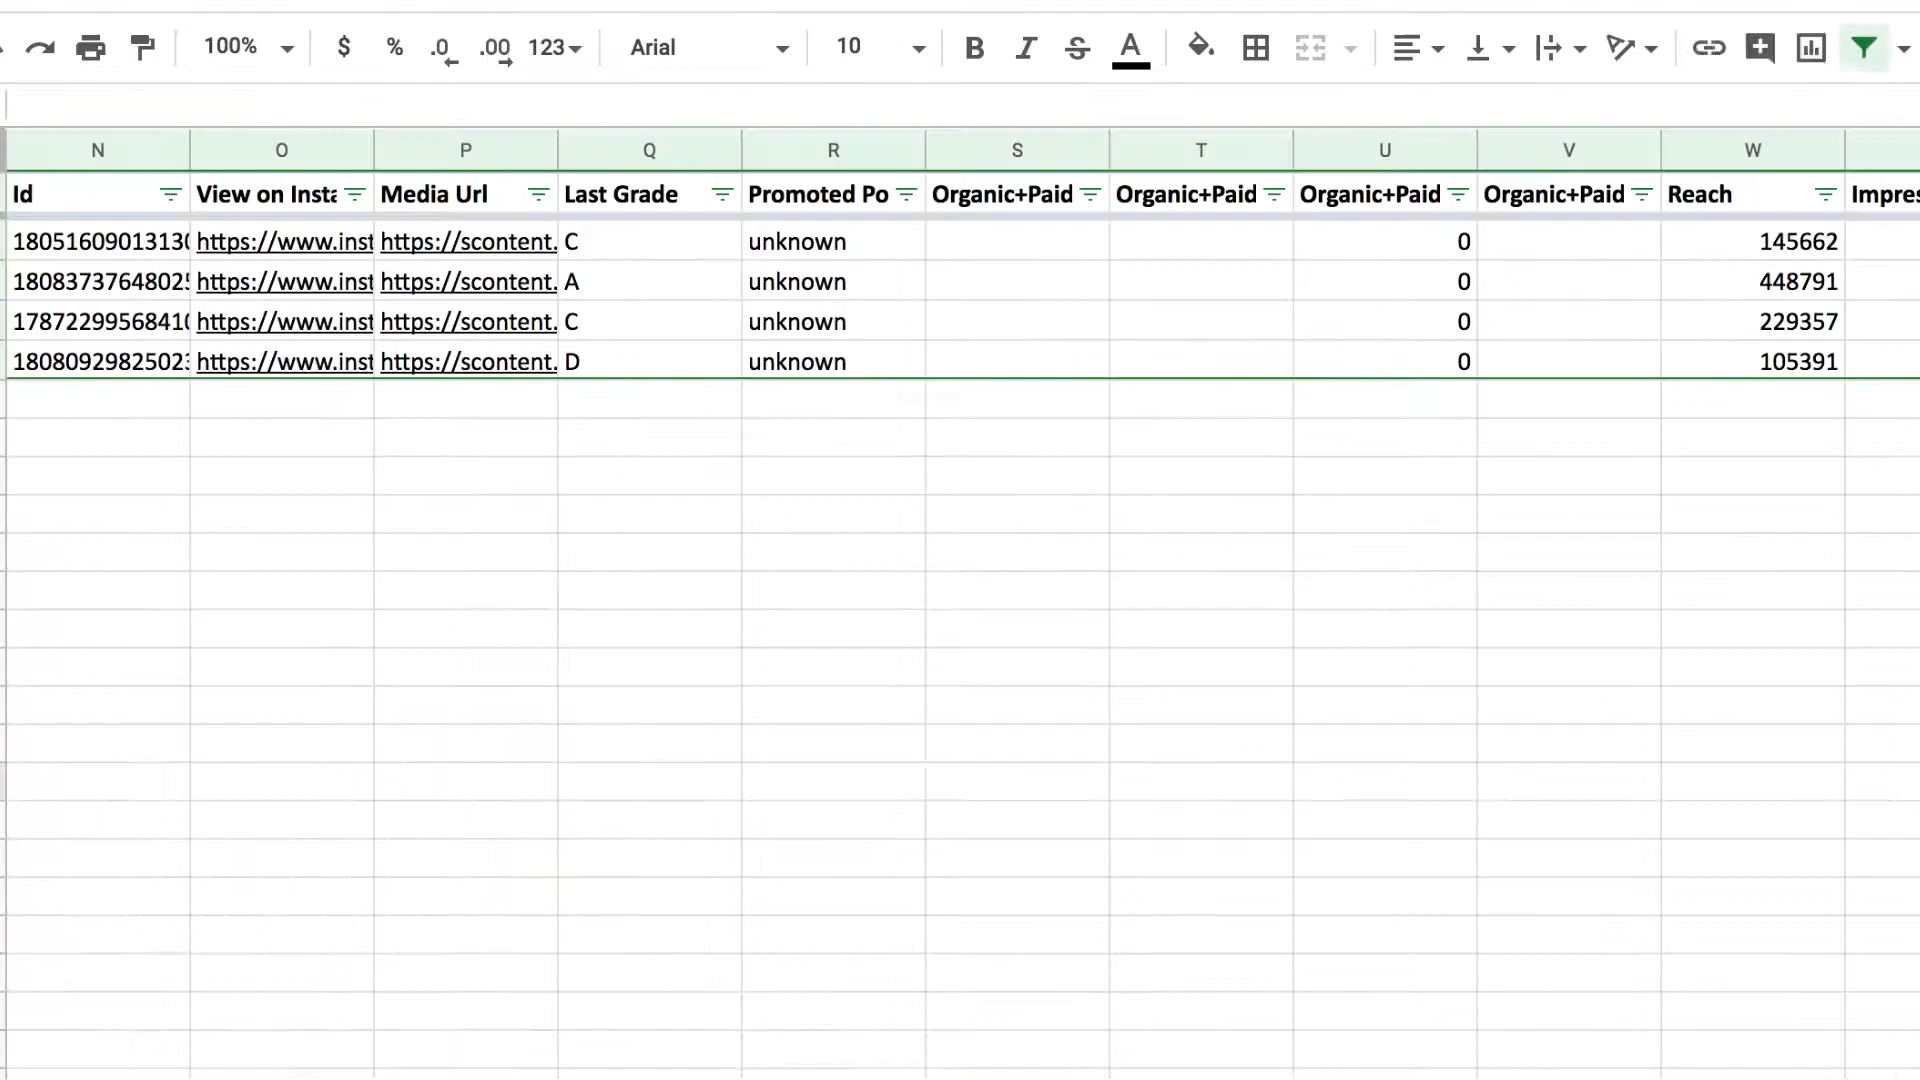 100% $ % .0 .00 123 Arial 10 B I S A
N O P Q R S T U V W
Id View on Insta Media Url Last Grade Promoted Po Organic+Paid Organic+Paid Organic+Paid Organic+Paid Reach Impres
1805160901313 https://www.inst https://scontent. C unknown 0 145662
1808373764802 https://www.inst https://scontent. A unknown 0 448791
1787229956841 https://www.inst https://scontent. C unknown 0 229357
1808092982502 https://www.inst https://scontent. D unknown 0 105391